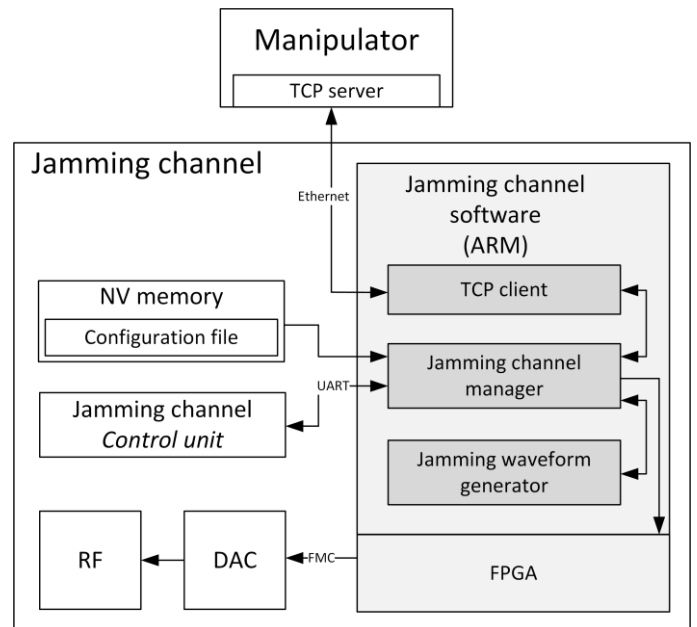 Manipulator
TCP server
Jamming channel
Ethernet
Jamming channel
software
(ARM)
TCP client
NV memory
Configuration file
Jamming channel
manager
UART
Jamming channel
Control unit
Jamming waveform
generator
RF
DAC
FMC
FPGA